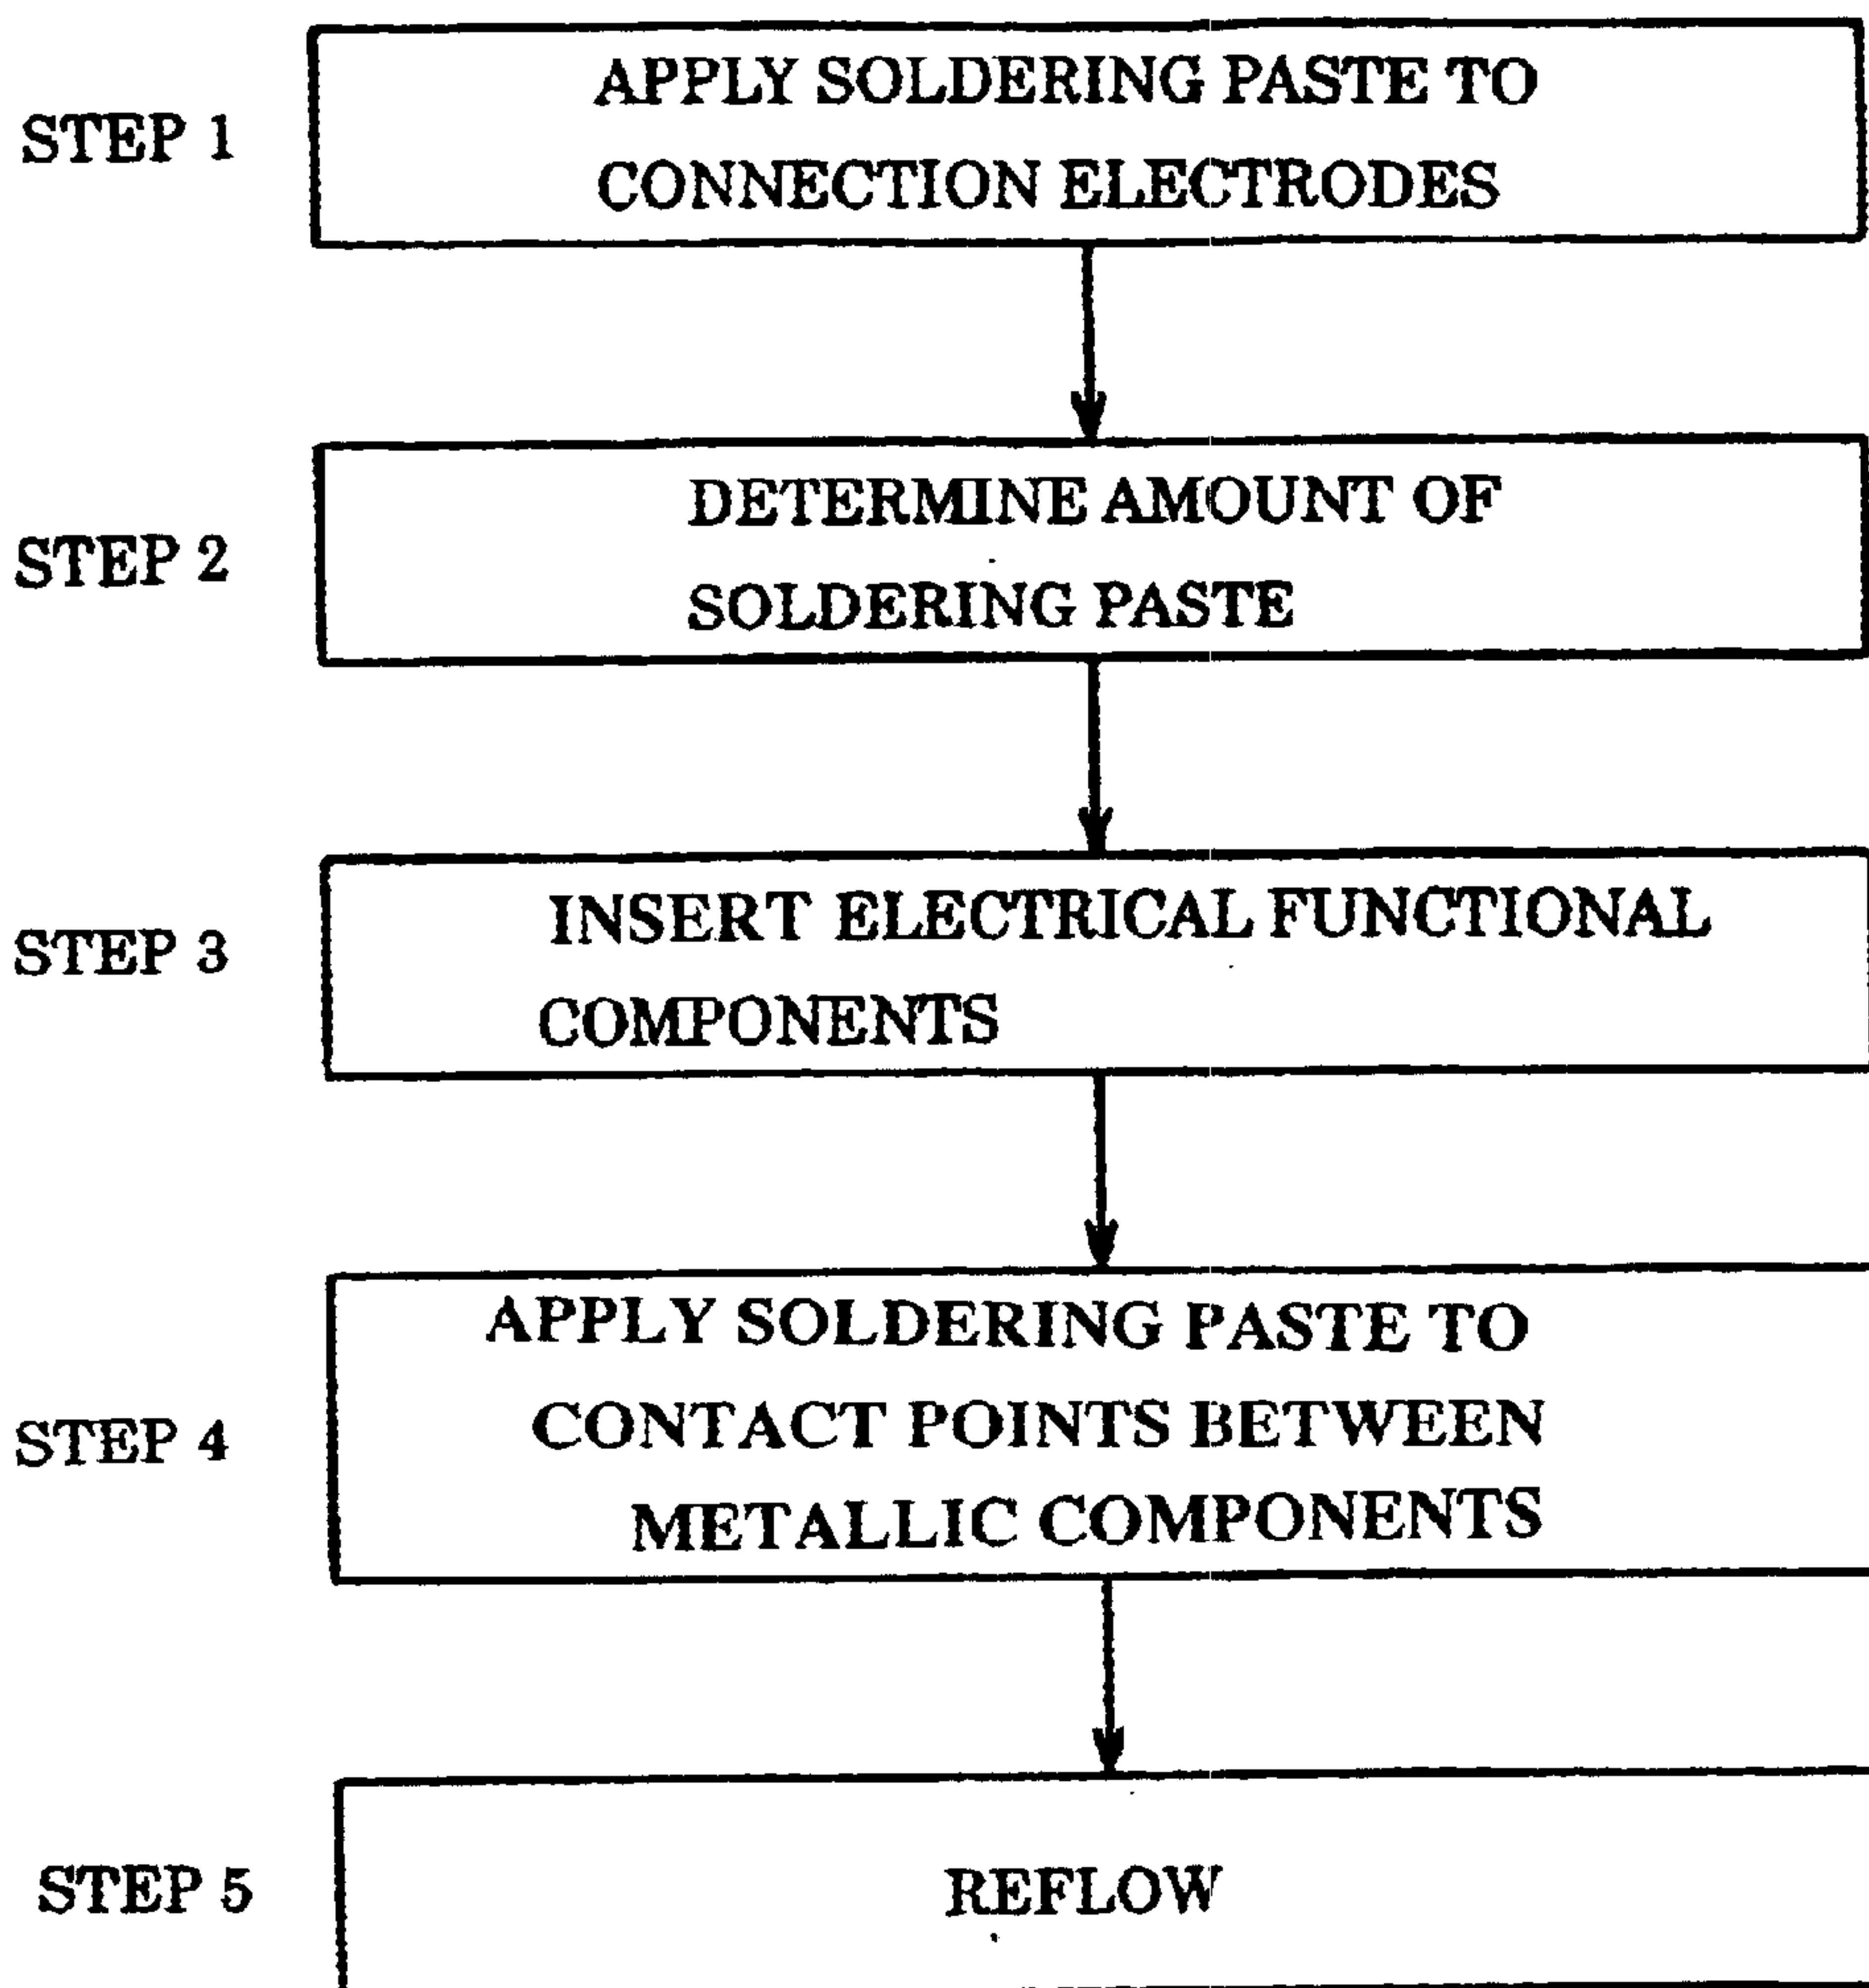 STEP 1
APPLY SOLDERING PASTE TO
CONNECTION ELECTRODES
STEP 2
DETERMINE AMOUNT OF
SOLDERING PASTE
STEP 3
INSERT ELECTRICAL FUNCTIONAL
COMPONENTS
STEP 4
APPLY SOLDERING PASTE TO
CONTACT POINTS BETWEEN
METALLIC COMPONENTS
STEP 5
REFLOW